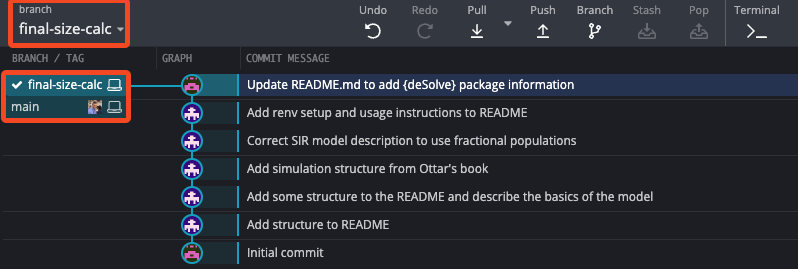 branch
final-size-calc
Undo Redo Pull Push Branch Stash Pop Terminal
BRANCH / TAG GRAPH COMMIT MESSAGE
final-size-calc Update README.md to add {deSolve} package information
main Add renv setup and usage instructions to README
Correct SIR model description to use fractional populations
Add simulation structure from Ottar's book
Add some structure to the README and describe the basics of the model
Add structure to README
Initial commit